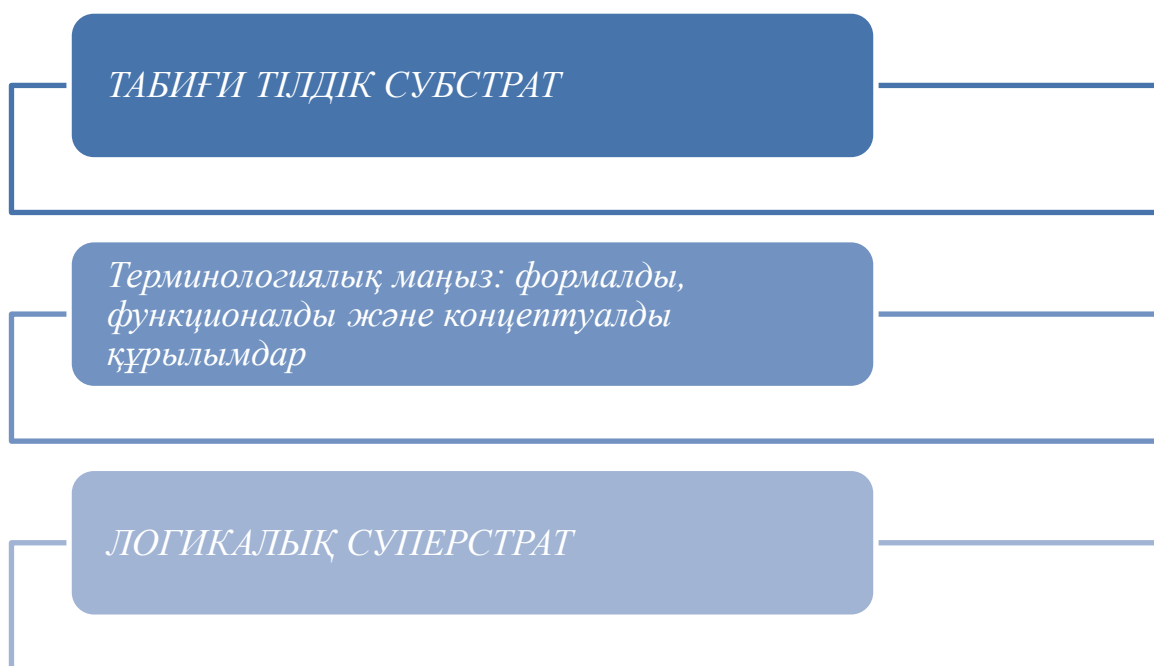 ТАБИҒИ ТІЛДІК СУБСТРАТ
Терминологиялық маңыз: формалды,
функционалды және концептуалды
құрылымдар
ЛОГИКАЛЫҚ СУПЕРСТРАТ